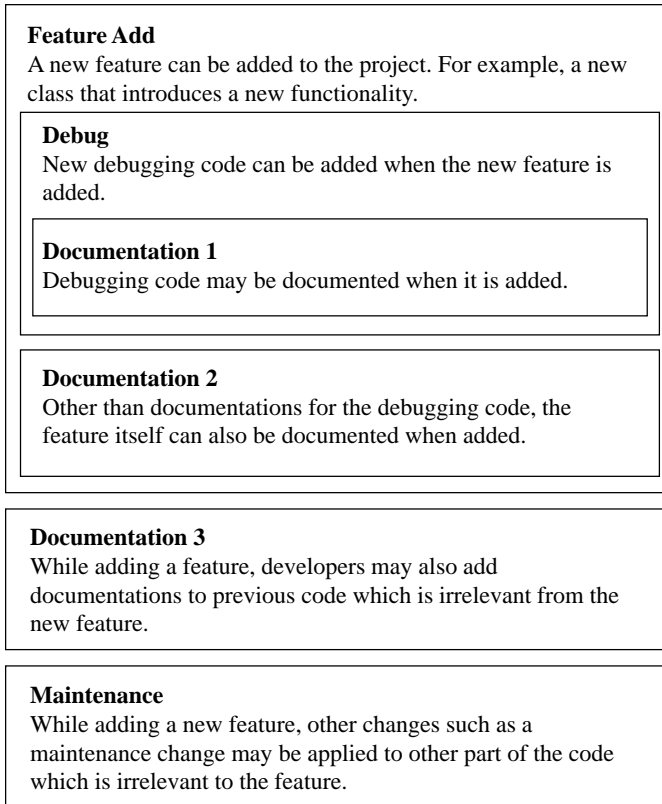 Feature Add
A new feature can be added to the project. For example, a new
class that introduces a new functionality.
Debug
New debugging code can be added when the new feature is
added.
Documentation 1
Debugging code may be documented when it is added.
Documentation 2
Other than documentations for the debugging code, the
feature itself can also be documented when added.
Documentation 3
While adding a feature, developers may also add
documentations to previous code which is irrelevant from the
new feature.
Maintenance
While adding a new feature, other changes such as a
maintenance change may be applied to other part of the code
which is irrelevant to the feature.